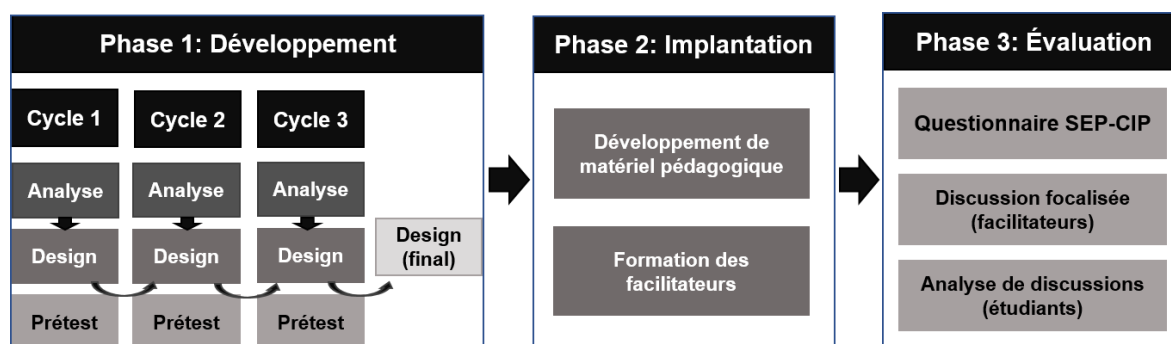 Phase 1: Développement
Cycle 1
Cycle 2
Cycle 3
Analyse
Analyse
Analyse
Design
Design
Design
Design
(final)
Prétest
Prétest
Prétest
Phase 2: Implantation
Développement de
matériel pédagogique
Formation des
facilitateurs
Phase 3: Évaluation
Questionnaire SEP-CIP
Discussion focalisée
(facilitateurs)
Analyse de discussions
(étudiants)